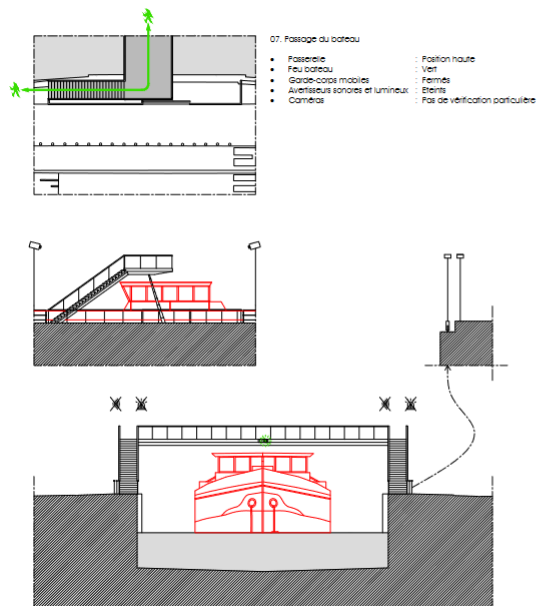 07. Passage du bateau
• Passerelle : Position haute
• Feu bateau : Vert
• Garde-corps mobiles : Fermés
• Avertisseurs sonores et lumineux : Eteints
• Caméras : Pas de vérification particulière